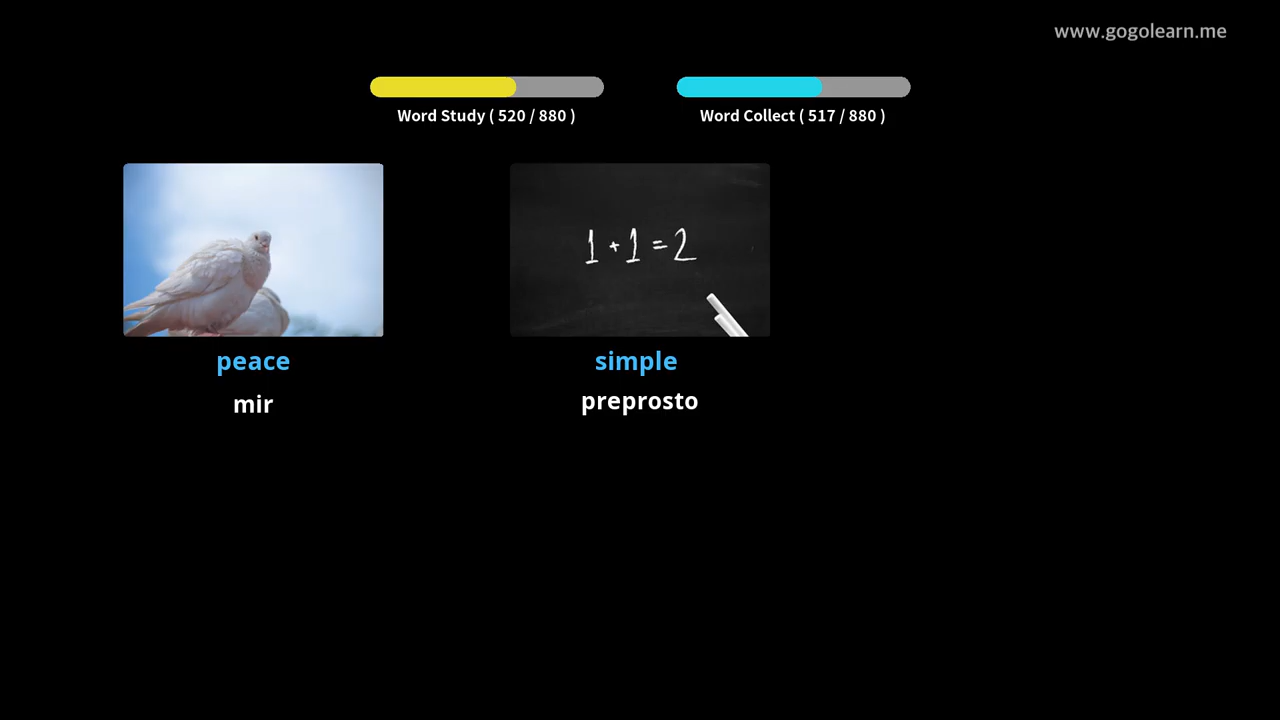 www.gogolearn.me
Word Study ( 520 / 880 )
Word Collect ( 517 / 880 )
1 + 1 = 2
peace
mir
simple
preprosto